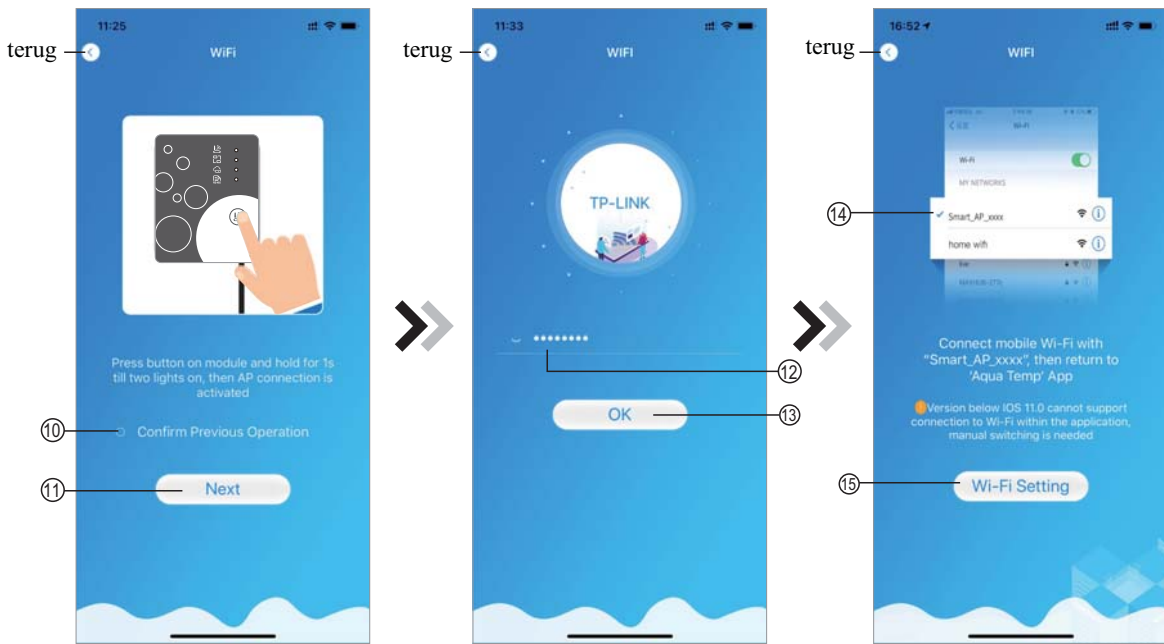 11:25
terug
WiFi
Press button on module and hold for 1s
till two lights on, then AP connection is
activated
⑩
Confirm Previous Operation
⑪
Next
11:33
terug
WIFI
TP-LINK
••••••••
⑫
OK
⑬
16:52
terug
WIFI
Wi-Fi
Wi-Fi
MY NETWORKS
⑭
Smart_AP_xxxx
home wifi
Connect mobile Wi-Fi with
“Smart_AP_xxxx”, then return to
‘Aqua Temp’ App
Version below IOS 11.0 cannot support
connection to Wi-Fi within the application,
manual switching is needed
⑮
Wi-Fi Setting